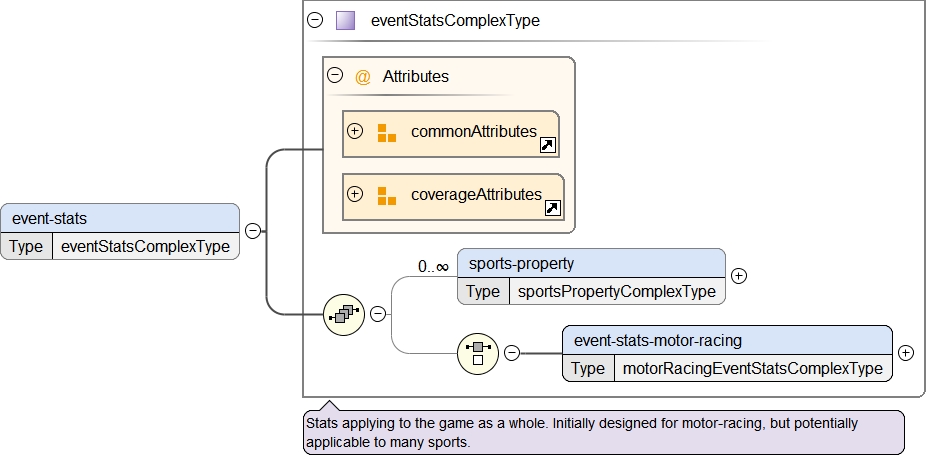 eventStatsComplexType
@ Attributes
commonAttributes
coverageAttributes
event-stats
Type eventStatsComplexType
0..∞
sports-property
Type sportsPropertyComplexType
event-stats-motor-racing
Type motorRacingEventStatsComplexType
Stats applying to the game as a whole. Initially designed for motor-racing, but potentially
applicable to many sports.